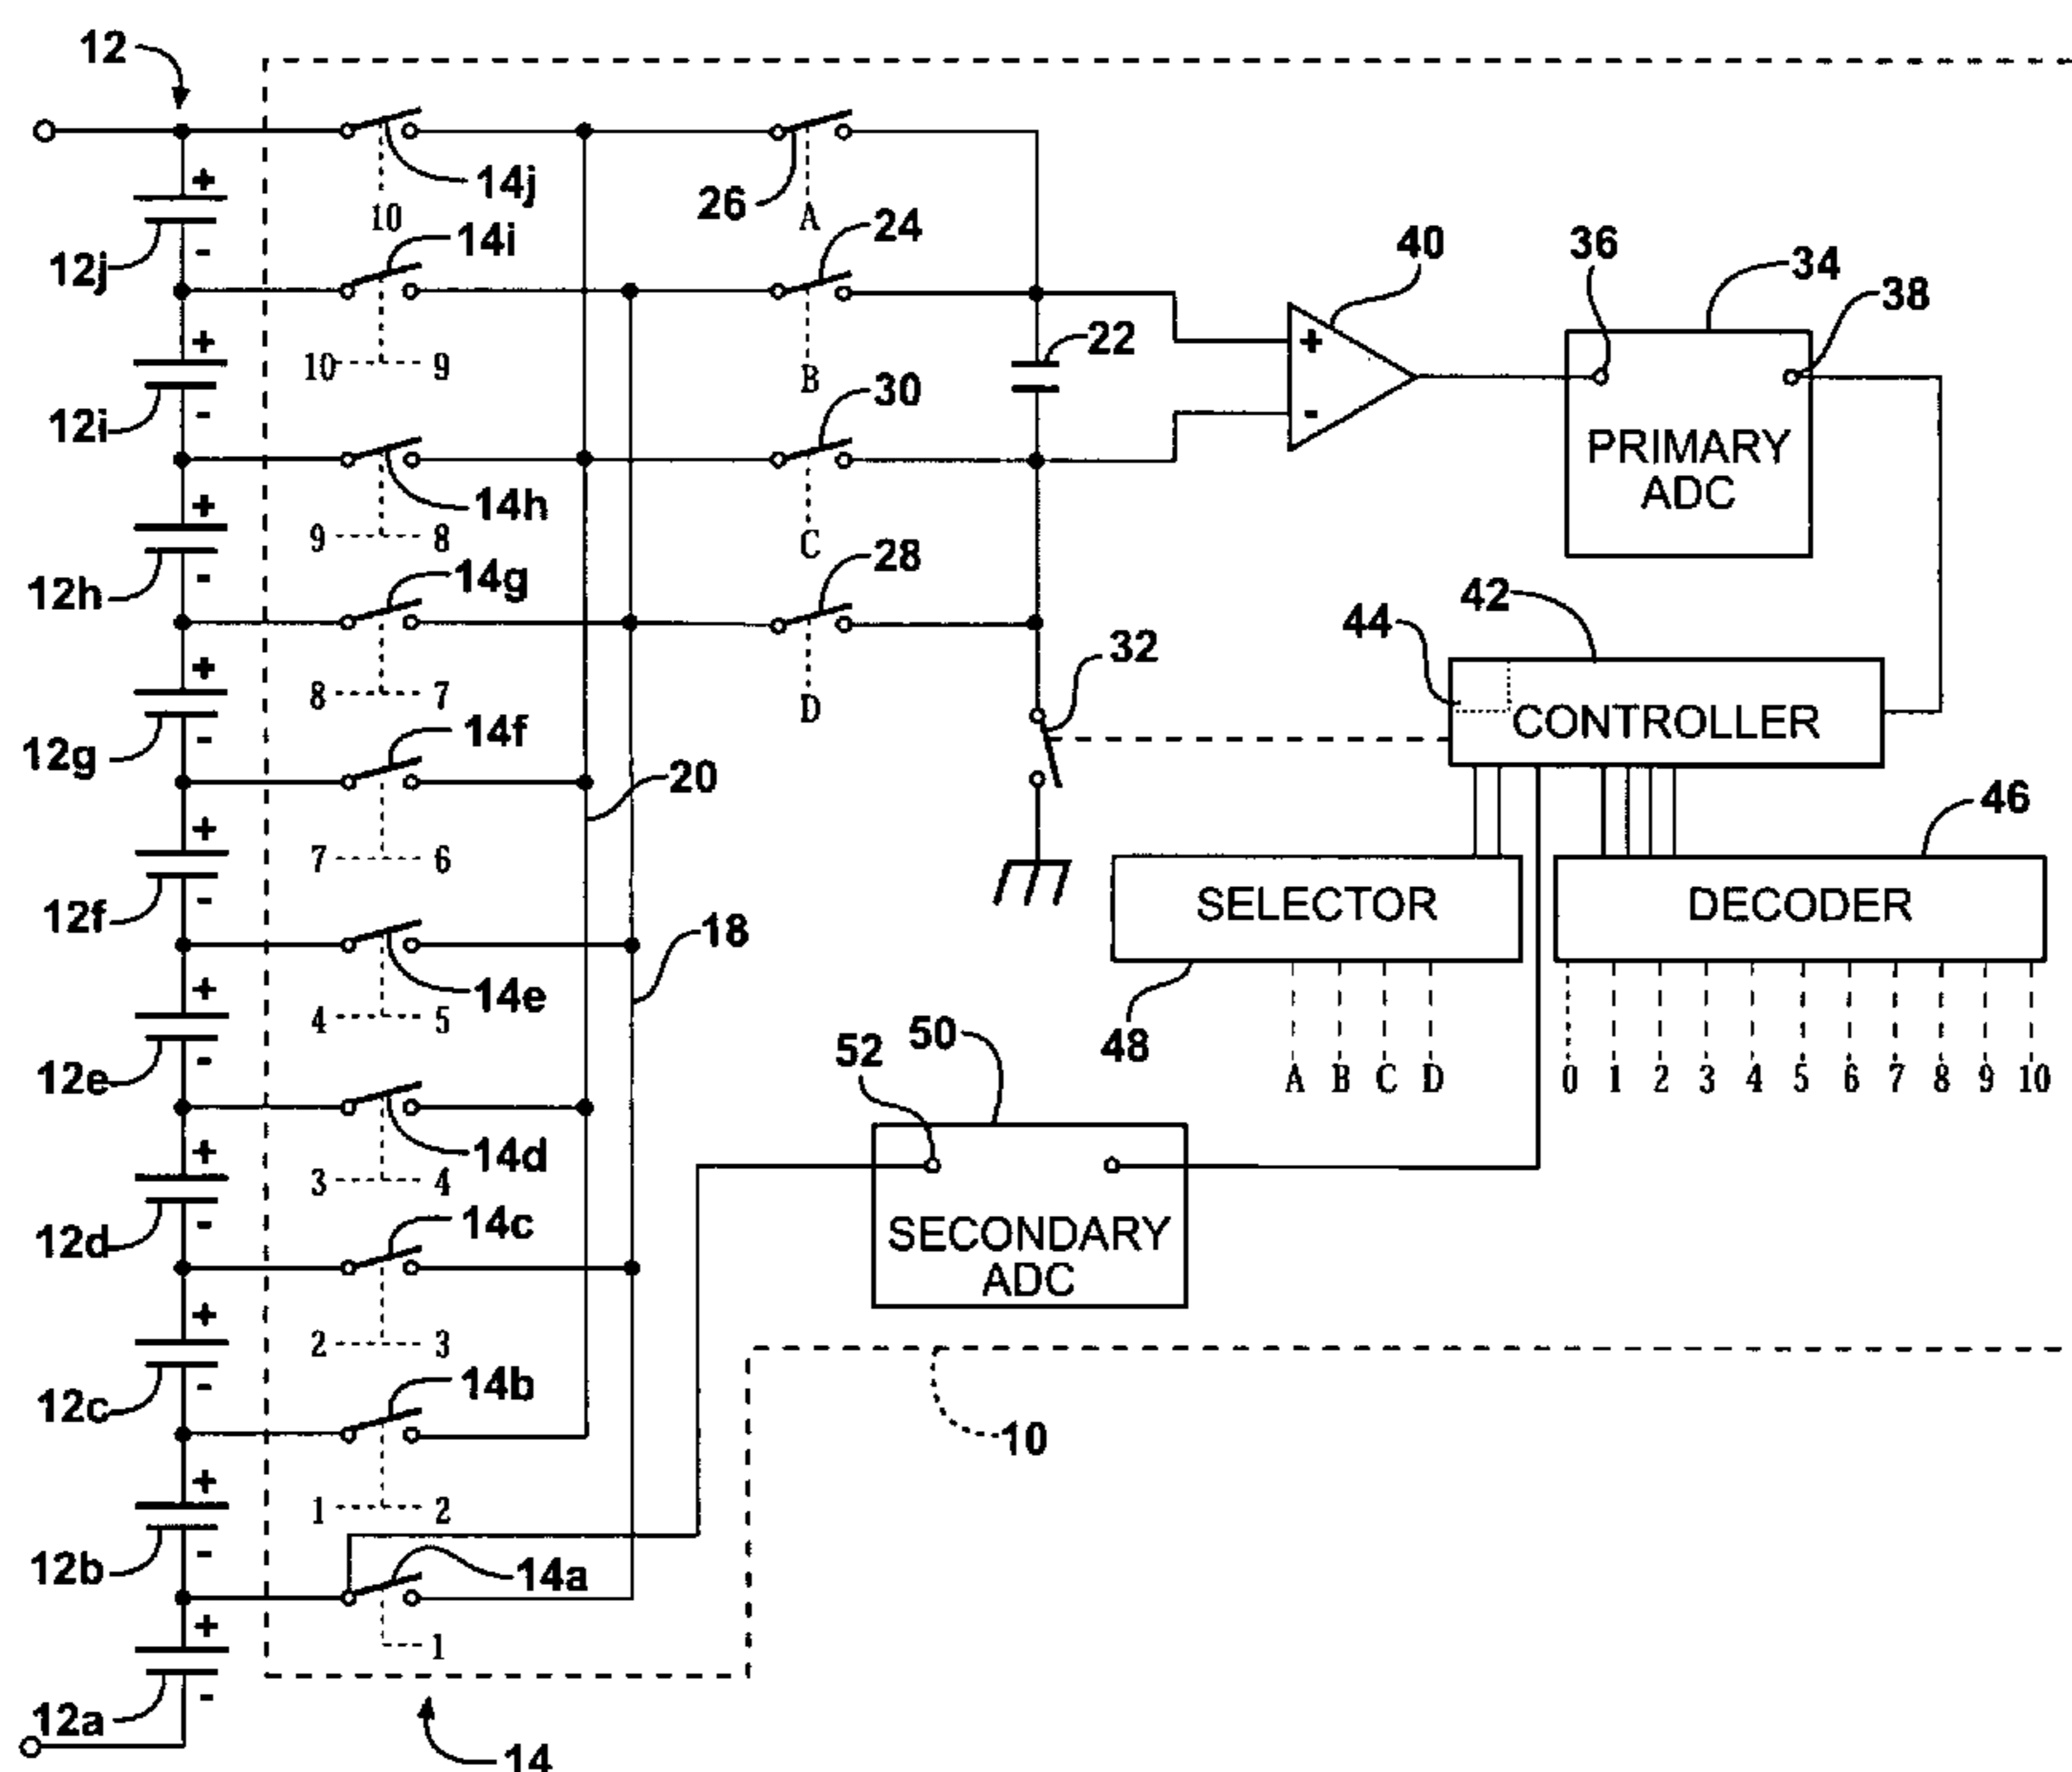 12
+
14j
26
10
A
12j
-
14i
24
40
36
34
38
+
10
9
B
22
+
-
12i
-
14h
30
PRIMARY
ADC
+
9
8
C
12h
-
14g
28
42
44
32
+
8
7
D
CONTROLLER
12g
-
14f
20
46
+
7
6
SELECTOR
DECODER
12f
-
18
+
14e
4
5
48
A B C D
0 1 2 3 4 5 6 7 8 9 10
12e
-
52
50
+
14d
3
4
SECONDARY
ADC
12d
-
14c
+
2
3
12c
-
14b
10
+
1
2
12b
-
14a
+
1
12a
-
14